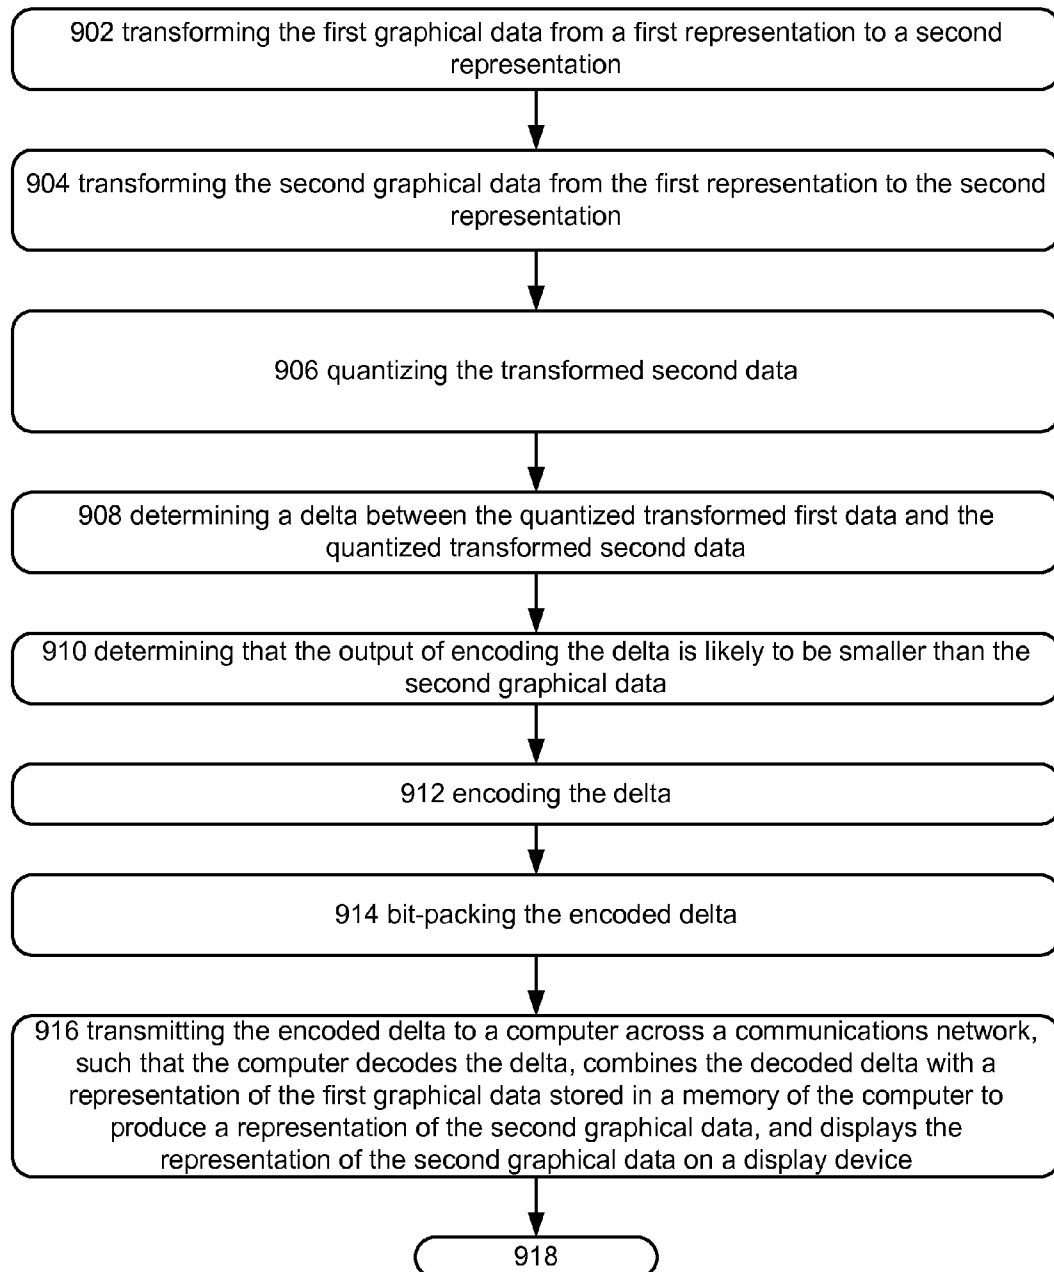 902 transforming the first graphical data from a first representation to a second
representation
904 transforming the second graphical data from the first representation to the second
representation
906 quantizing the transformed second data
908 determining a delta between the quantized transformed first data and the
quantized transformed second data
910 determining that the output of encoding the delta is likely to be smaller than the
second graphical data
912 encoding the delta
914 bit-packing the encoded delta
916 transmitting the encoded delta to a computer across a communications network,
such that the computer decodes the delta, combines the decoded delta with a
representation of the first graphical data stored in a memory of the computer to
produce a representation of the second graphical data, and displays the
representation of the second graphical data on a display device
918